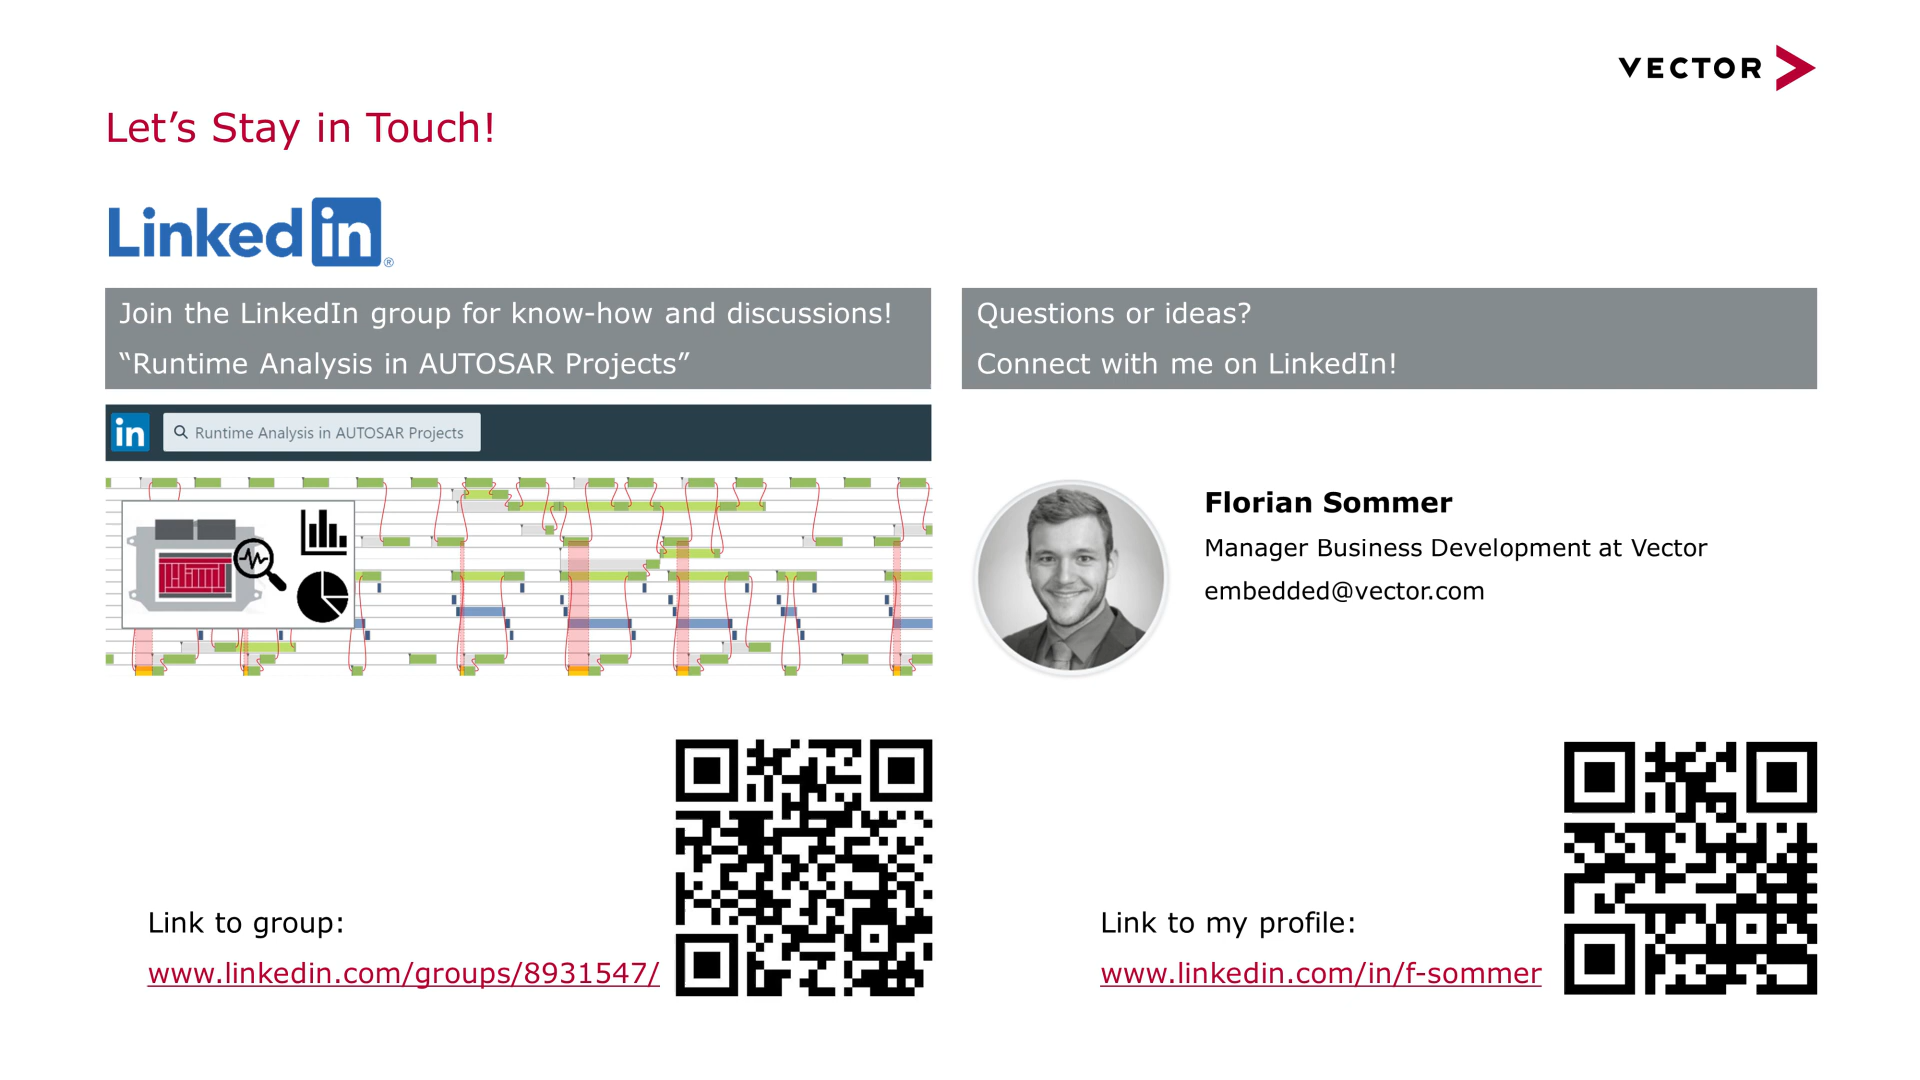 VECTOR
Let’s Stay in Touch!
Linked in ®
Join the LinkedIn group for know-how and discussions!
“Runtime Analysis in AUTOSAR Projects”
in Runtime Analysis in AUTOSAR Projects
Link to group:
www.linkedin.com/groups/8931547/
Questions or ideas?
Connect with me on LinkedIn!
Florian Sommer
Manager Business Development at Vector
embedded@vector.com
Link to my profile:
www.linkedin.com/in/f-sommer